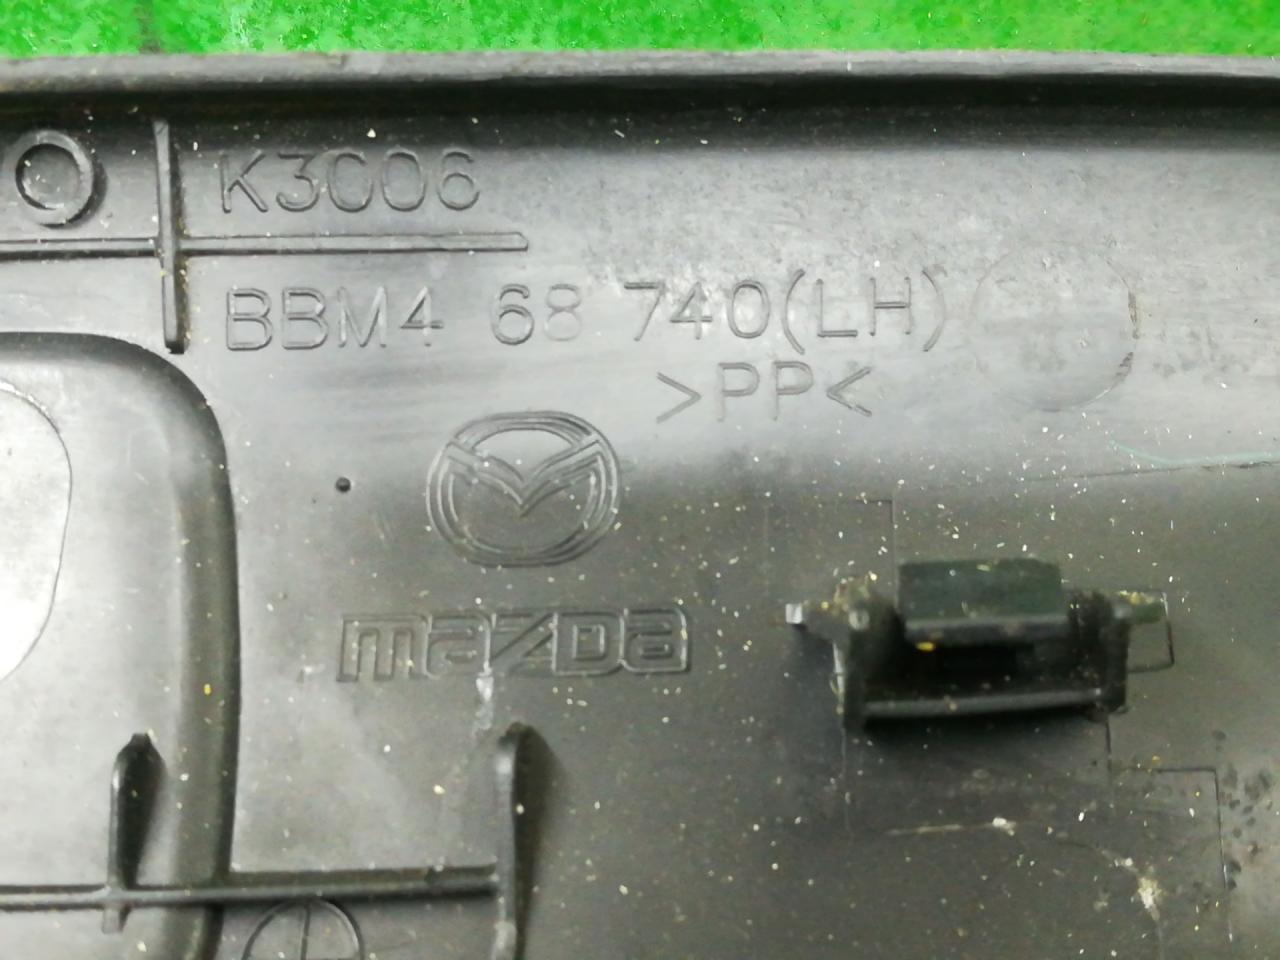 K3006
BBM4 68 740(LH)
>PP<
mazDa